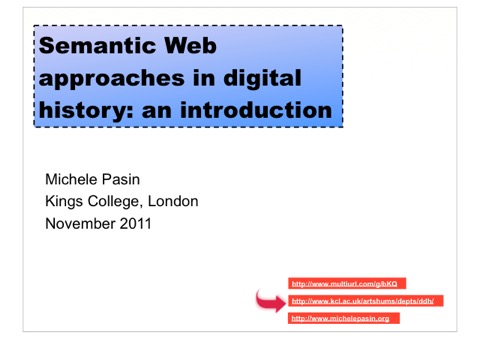 Semantic Web
approaches in digital
history: an introduction
Michele Pasin
Kings College, London
November 2011
http://www.multiurl.com/g/bKQ
http://www.kcl.ac.uk/artshums/depts/ddh/
http://www.michelepasin.org